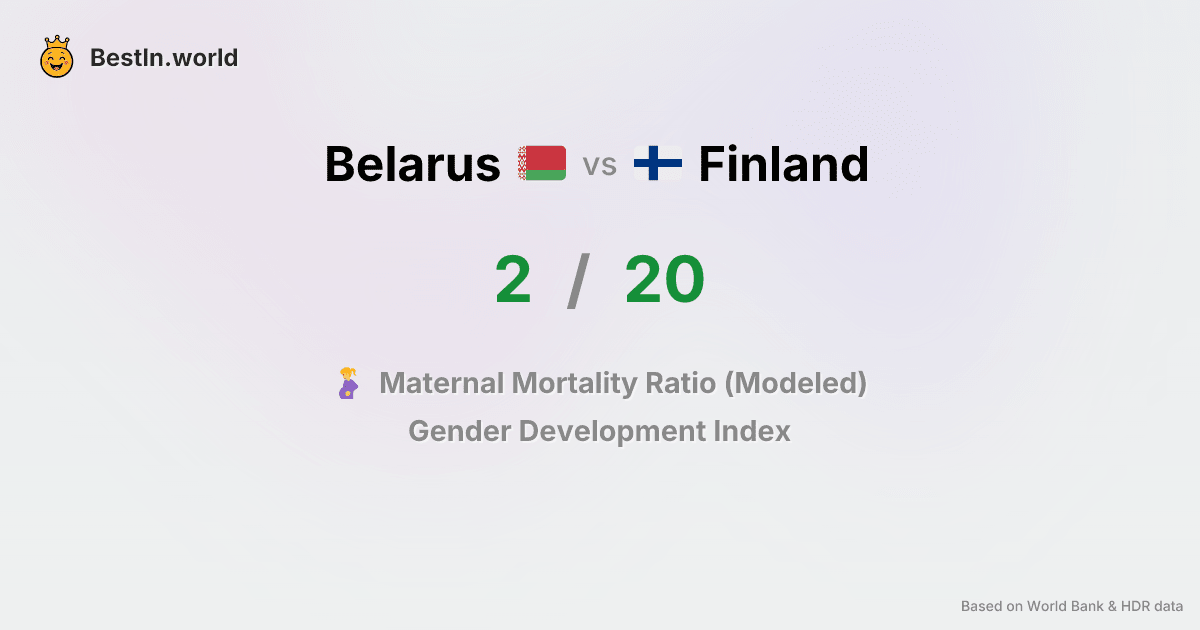 BestIn.world
Belarus vs Finland
2 / 20
Maternal Mortality Ratio (Modeled)
Gender Development Index
Based on World Bank & HDR data